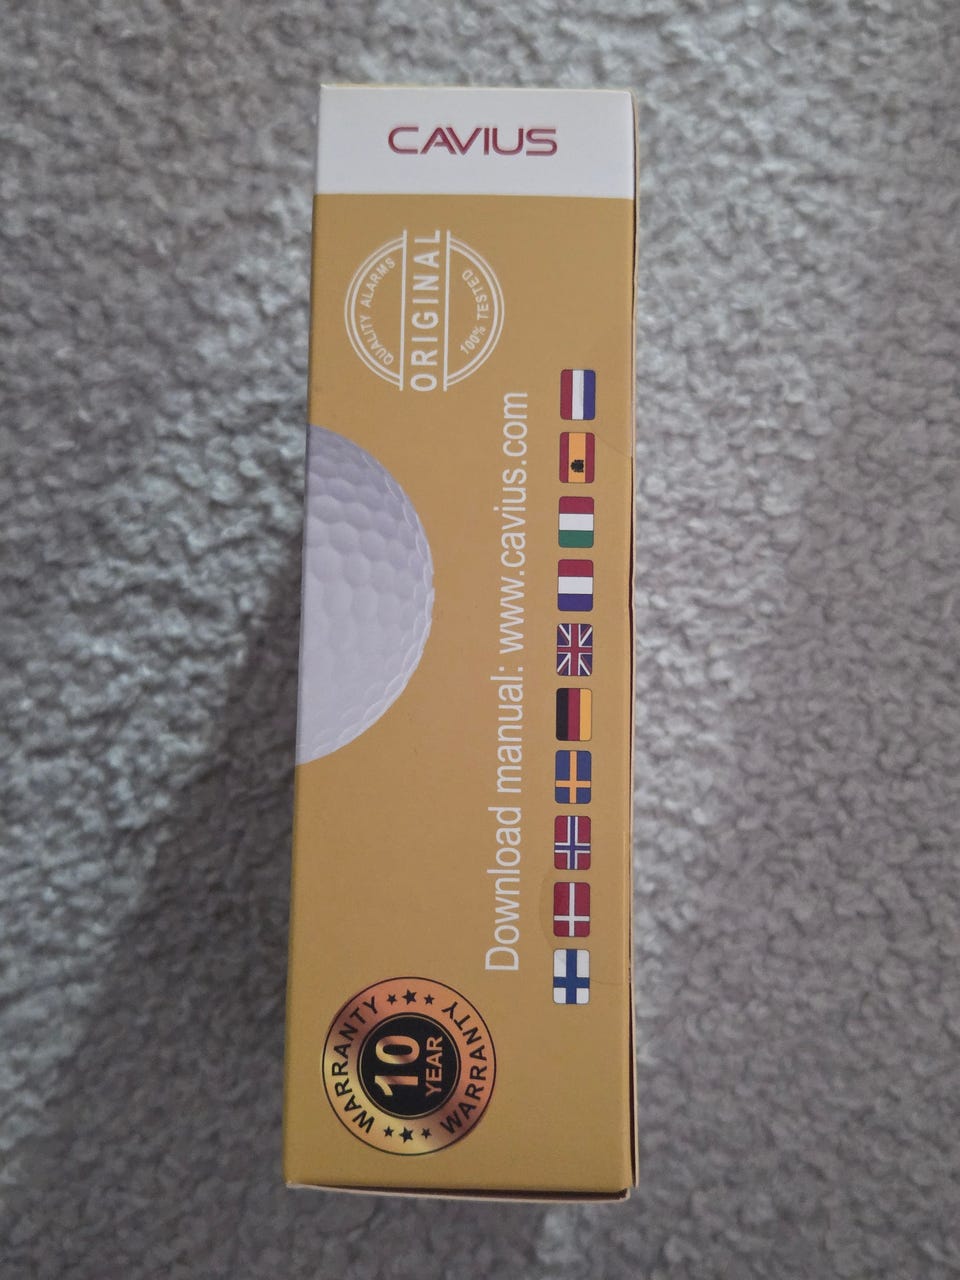 CAVIUS
QUALITY ALARMS
ORIGINAL
100% TESTED
Download manual: www.cavius.com
WARRANTY
10
YEAR
WARRANTY